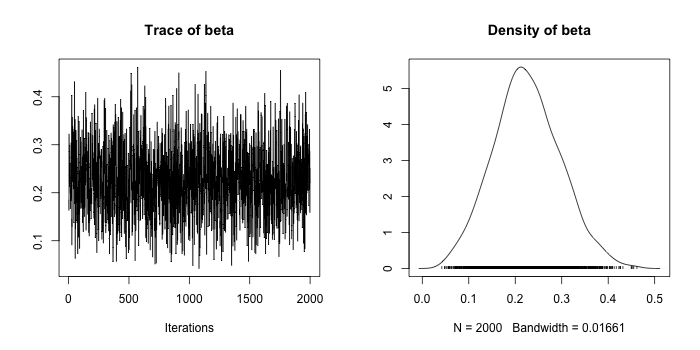 Trace of beta
0.4
0.3
0.2
0.1
0 500 1000 1500 2000
Iterations
Density of beta
5
4
3
2
1
0
0.0 0.1 0.2 0.3 0.4 0.5
N = 2000 Bandwidth = 0.01661